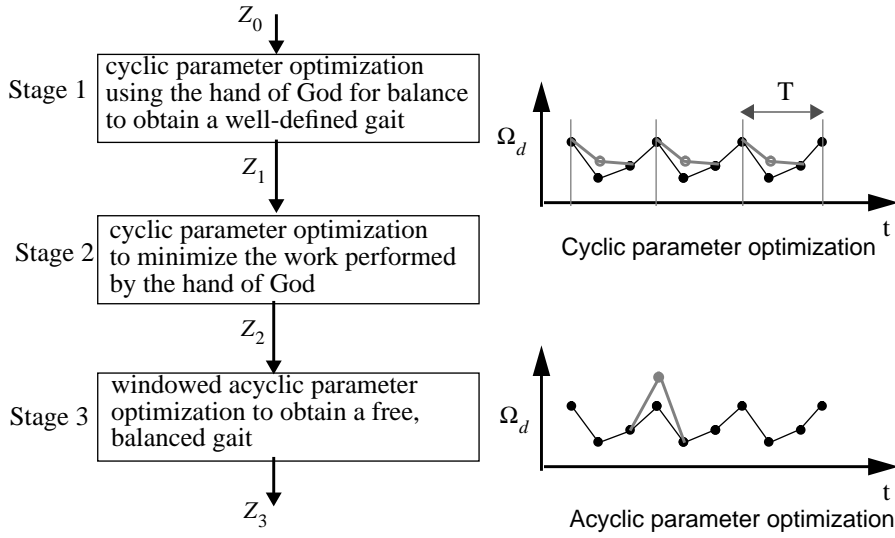 Z0
Stage 1
cyclic parameter optimization
using the hand of God for balance
to obtain a well-defined gait
Z1
Stage 2
cyclic parameter optimization
to minimize the work performed
by the hand of God
Z2
Stage 3
windowed acyclic parameter
optimization to obtain a free,
balanced gait
Z3
T
Ωd
t
Cyclic parameter optimization
Ωd
t
Acyclic parameter optimization